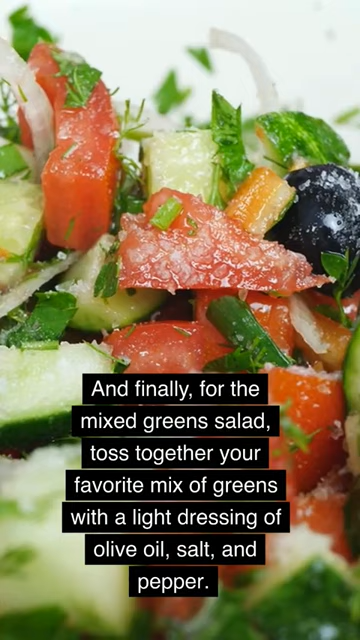 And finally, for the
mixed greens salad,
toss together your
favorite mix of greens
with a light dressing of
olive oil, salt, and
pepper.